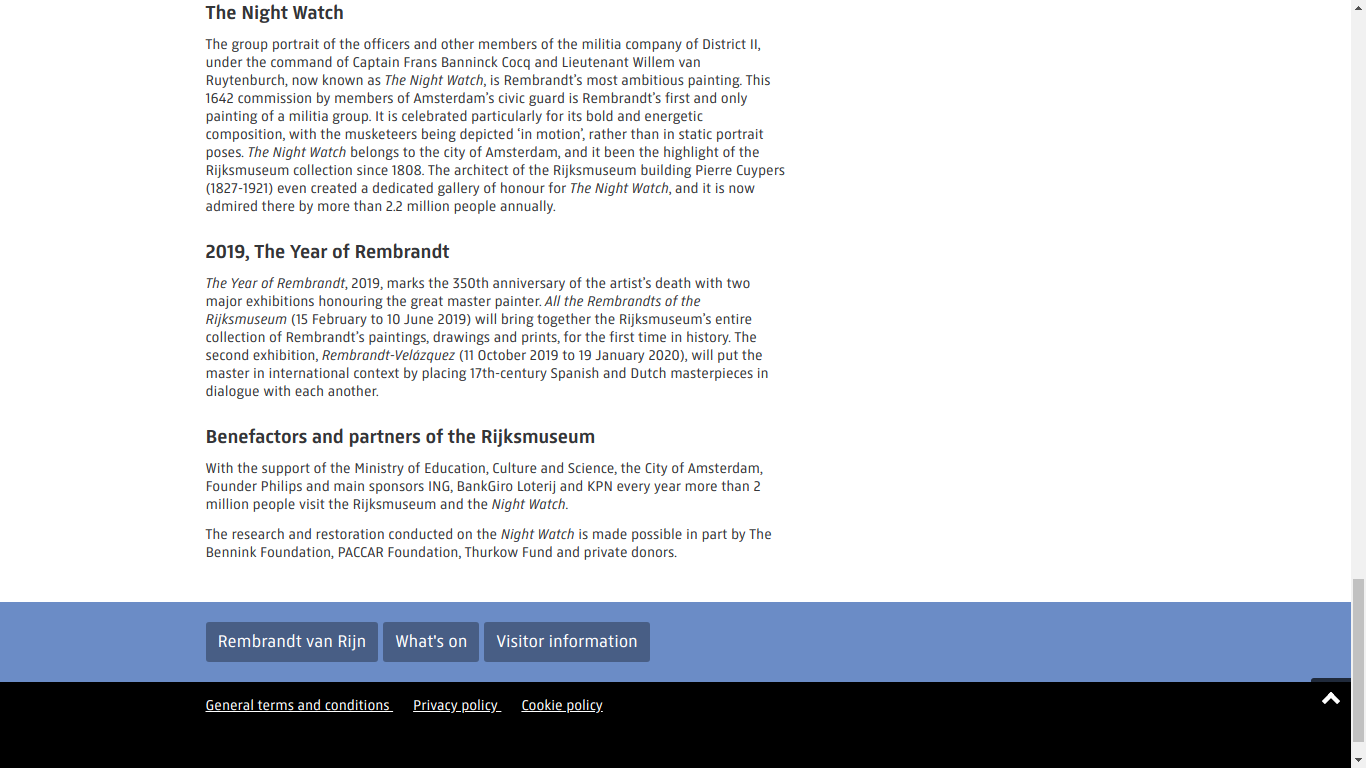 The Night Watch
The group portrait of the officers and other members of the militia company of District II,
under the command of Captain Frans Banninck Cocq and Lieutenant Willem van
Ruytenburch, now known as The Night Watch, is Rembrandt's most ambitious painting. This
1642 commission by members of Amsterdam's civic guard is Rembrandt's first and only
painting of a militia group. It is celebrated particularly for its bold and energetic
composition, with the musketeers being depicted ‘in motion’, rather than in static portrait
poses. The Night Watch belongs to the city of Amsterdam, and it been the highlight of the
Rijksmuseum collection since 1808. The architect of the Rijksmuseum building Pierre Cuypers
(1827-1921) even created a dedicated gallery of honour for The Night Watch, and it is now
admired there by more than 2.2 million people annually.
2019, The Year of Rembrandt
The Year of Rembrandt, 2019, marks the 350th anniversary of the artist's death with two
major exhibitions honouring the great master painter. All the Rembrandts of the
Rijksmuseum (15 February to 10 June 2019) will bring together the Rijksmuseum's entire
collection of Rembrandt's paintings, drawings and prints, for the first time in history. The
second exhibition, Rembrandt-Velázquez (11 October 2019 to 19 January 2020), will put the
master in international context by placing 17th-century Spanish and Dutch masterpieces in
dialogue with each another.
Benefactors and partners of the Rijksmuseum
With the support of the Ministry of Education, Culture and Science, the City of Amsterdam,
Founder Philips and main sponsors ING, BankGiro Loterij and KPN every year more than 2
million people visit the Rijksmuseum and the Night Watch.
The research and restoration conducted on the Night Watch is made possible in part by The
Bennink Foundation, PACCAR Foundation, Thurkow Fund and private donors.
Rembrandt van Rijn What's on Visitor information
General terms and conditions Privacy policy Cookie policy